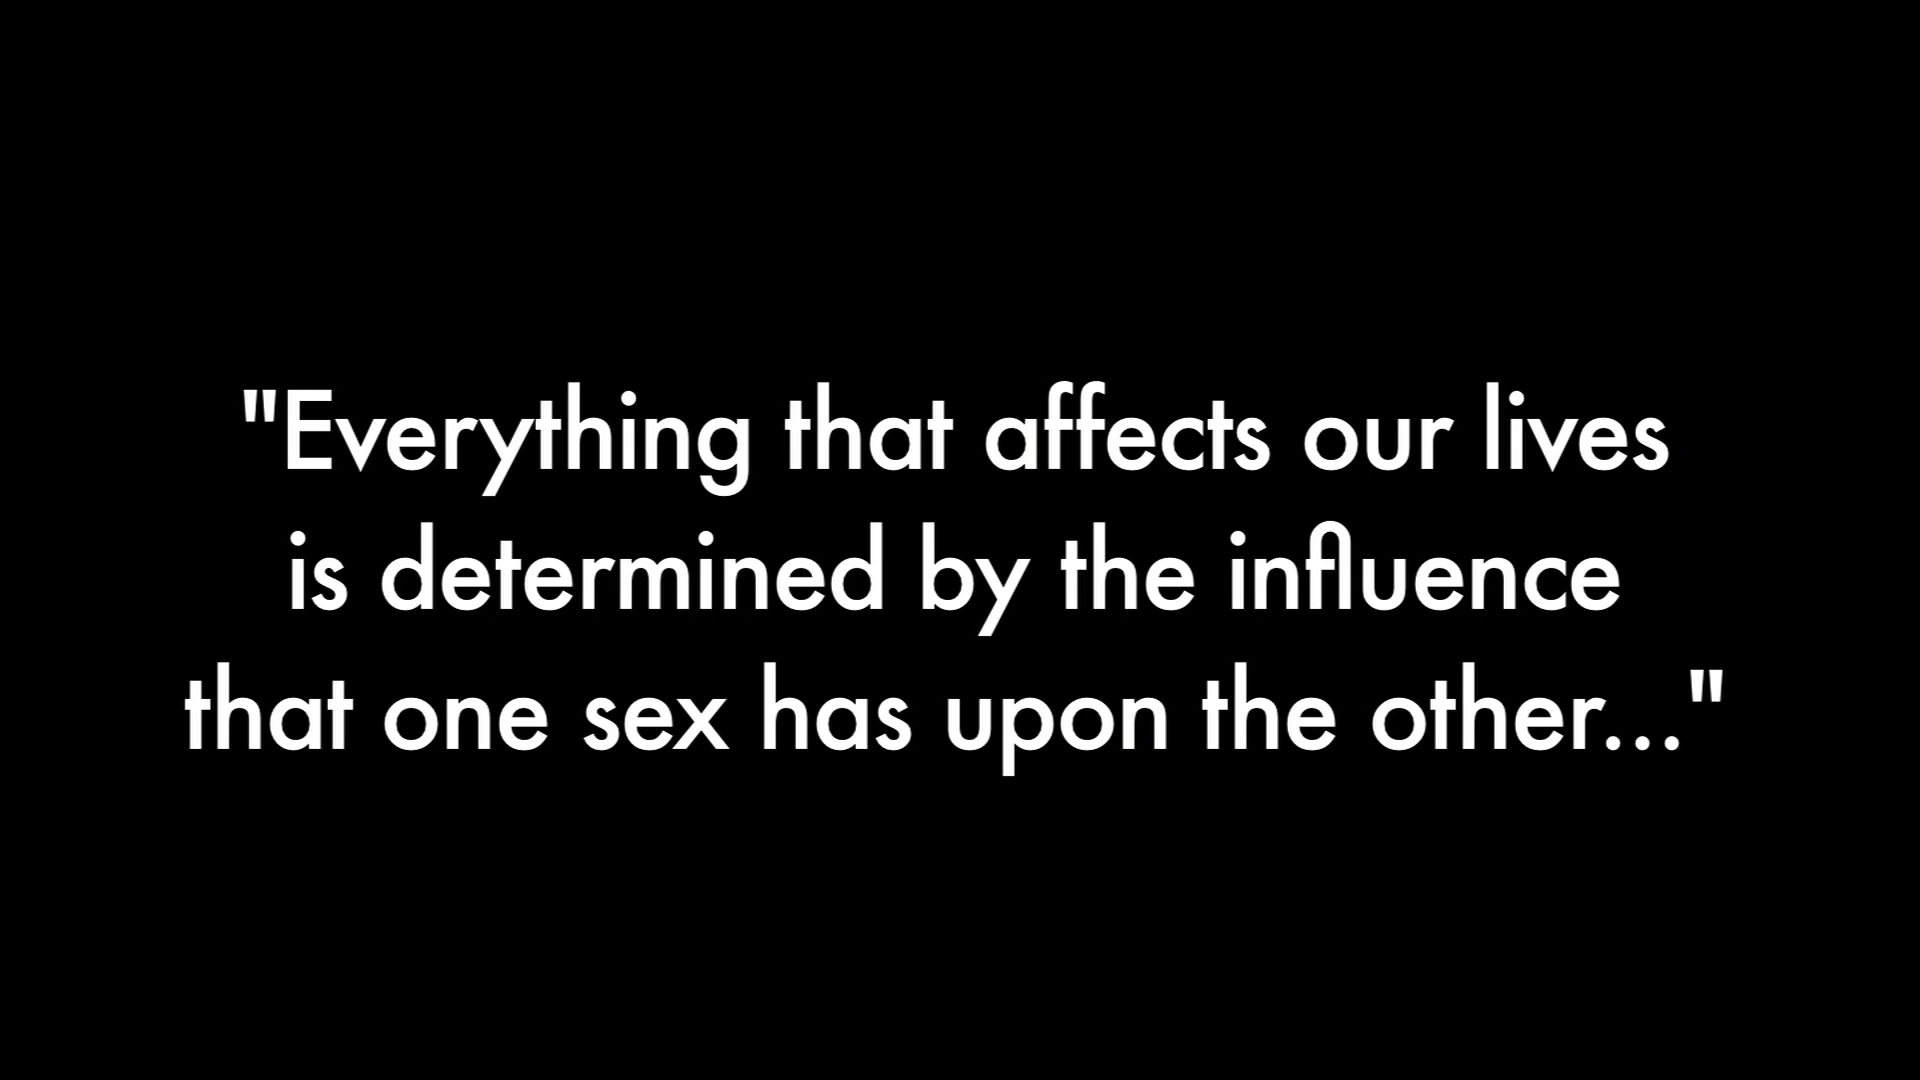 "Everything that affects our lives
is determined by the influence
that one sex has upon the other..."